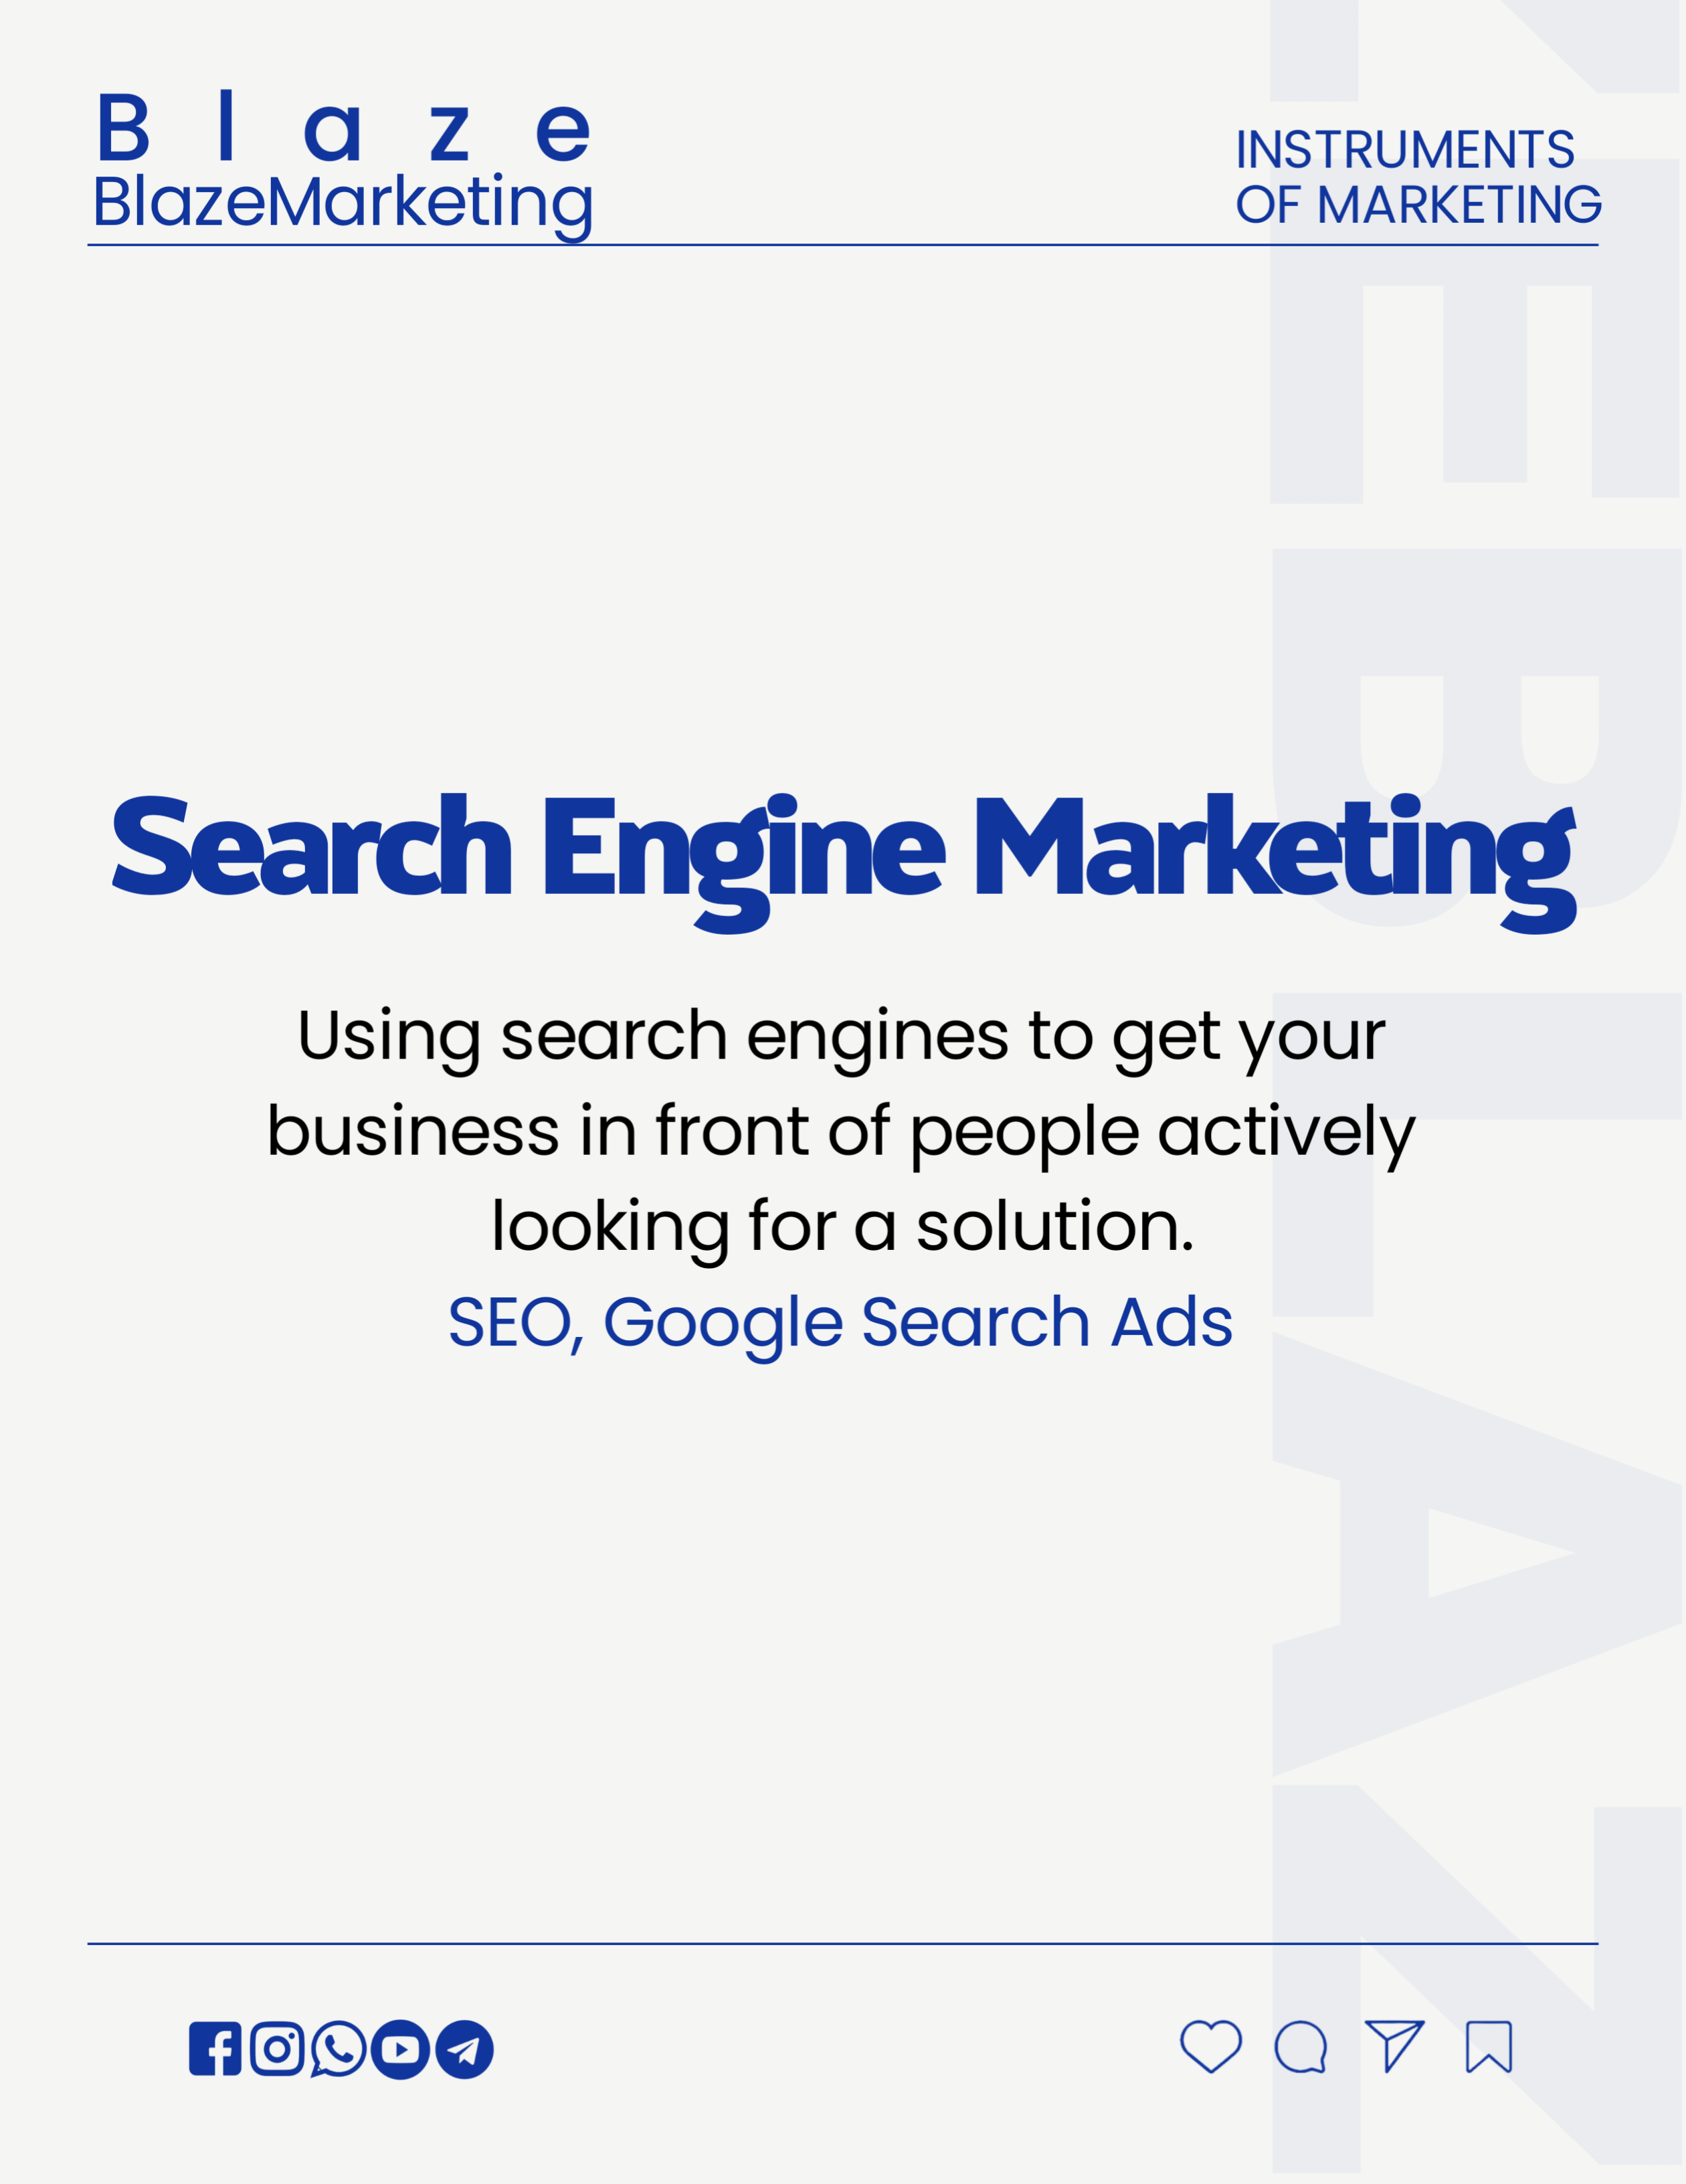 B l a z e
BlazeMarketing
INSTRUMENTS
OF MARKETING
Search Engine Marketing
Using search engines to get your
business in front of people actively
looking for a solution.
SEO, Google Search Ads
ZEBLAZ